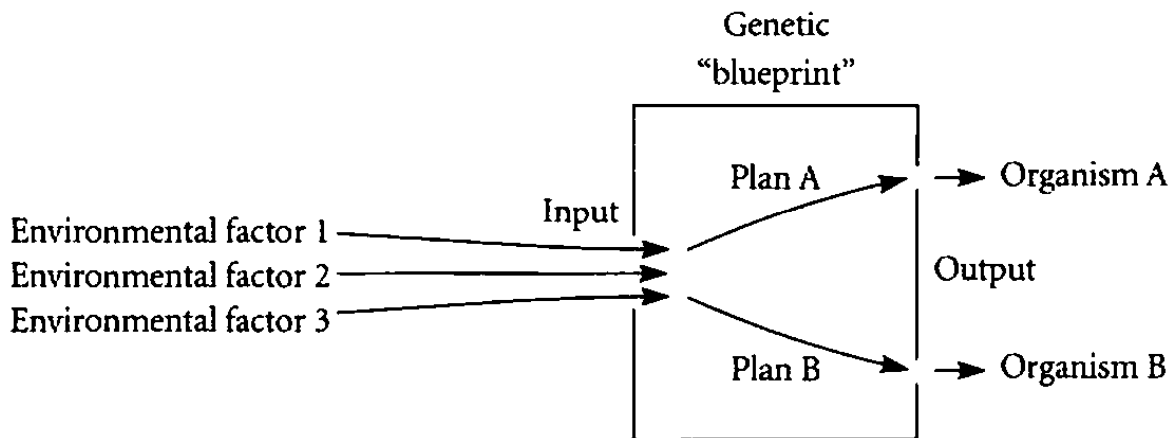 Genetic
“blueprint”
Plan A
Organism A
Input
Environmental factor 1
Environmental factor 2
Output
Environmental factor 3
Plan B
Organism B